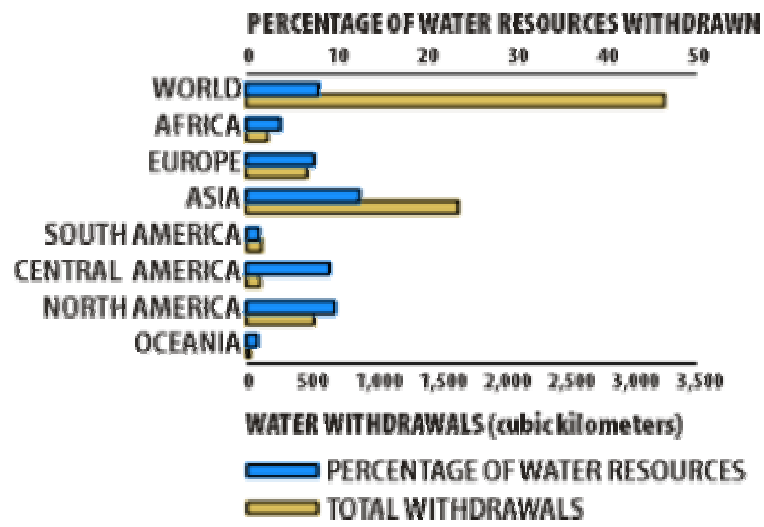 PERCENTAGE OF WATER RESOURCES WITHDRAWN
0 10 20 30 40 50
WORLD
AFRICA
EUROPE
ASIA
SOUTH AMERICA
CENTRAL AMERICA
NORTH AMERICA
OCEANIA
0 500 1,000 1,500 2,000 2,500 3,000 3,500
WATER WITHDRAWALS (cubic kilometers)
PERCENTAGE OF WATER RESOURCES
TOTAL WITHDRAWALS